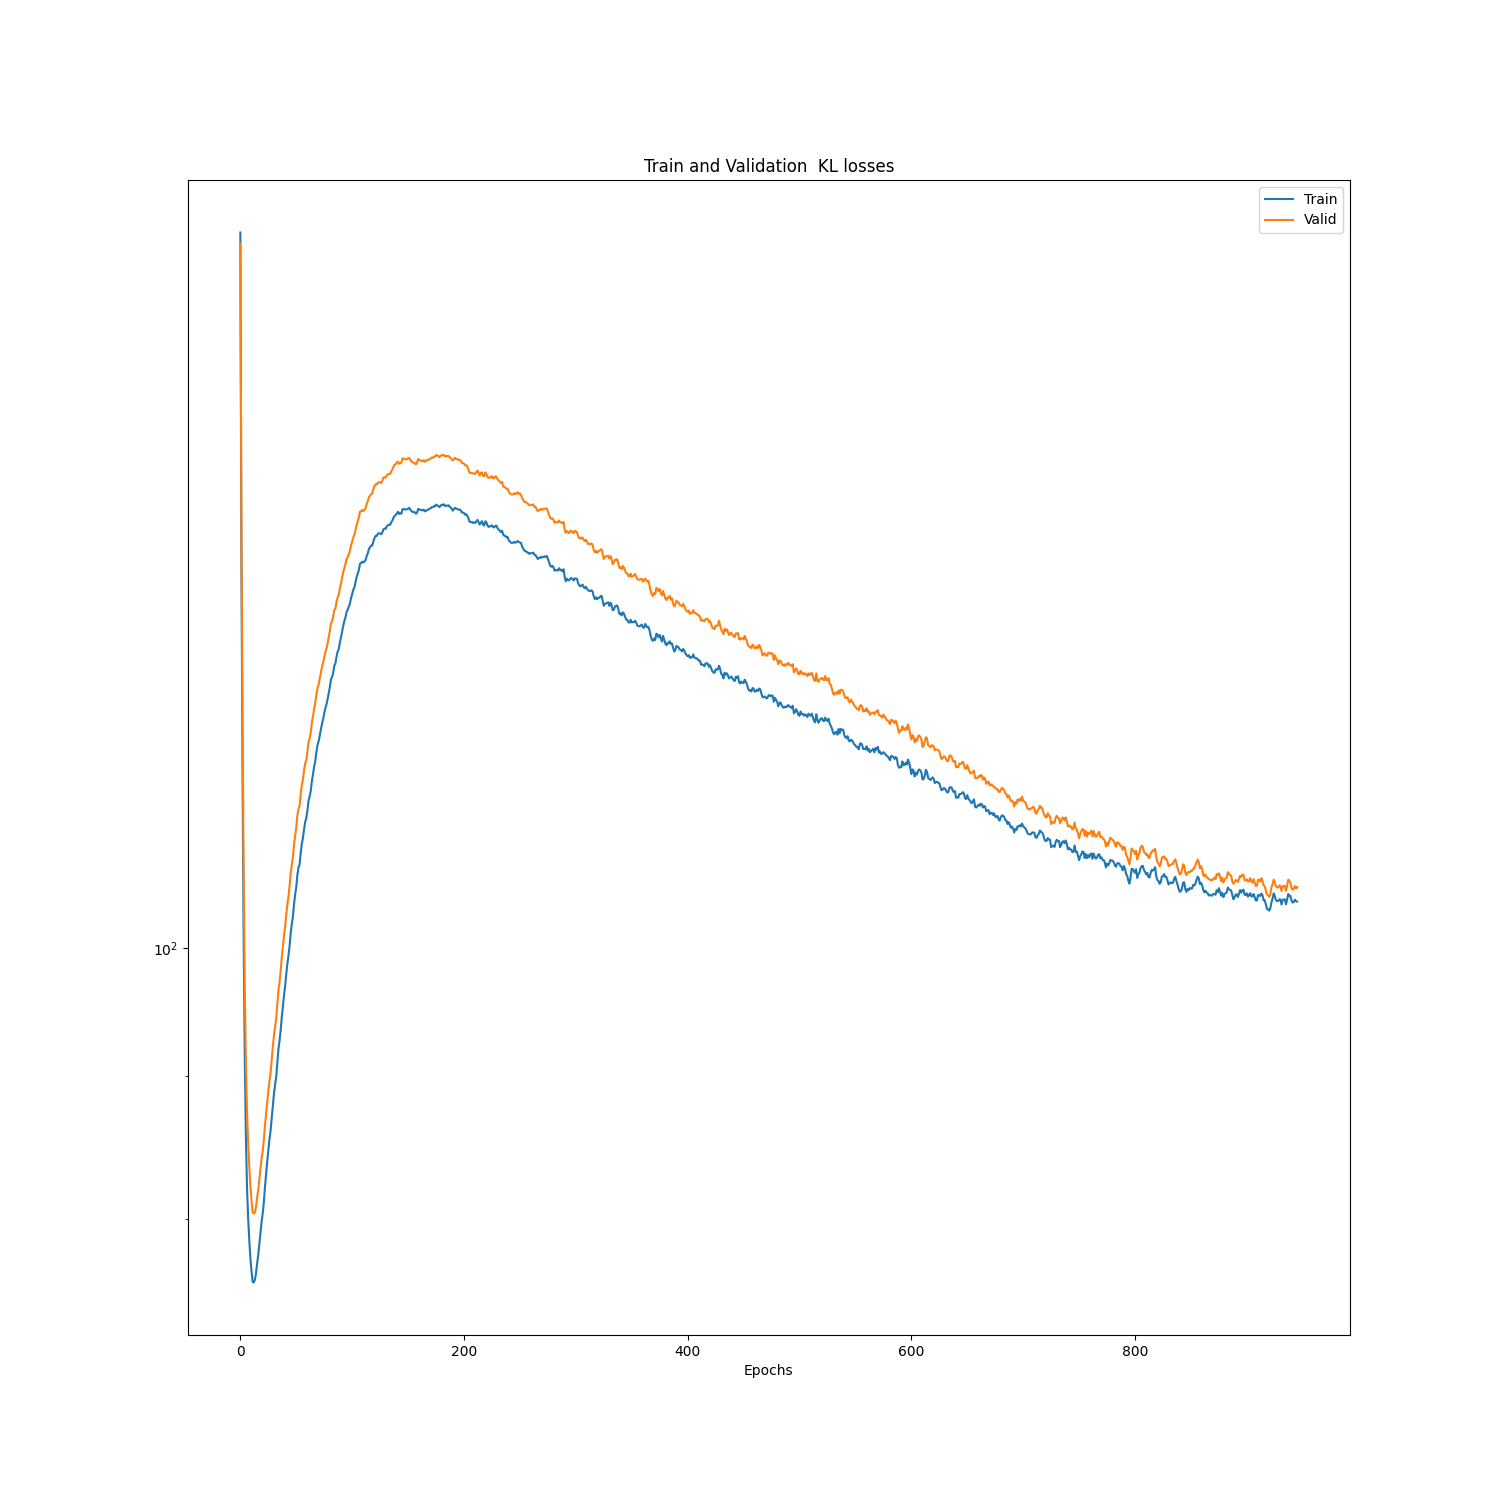 Train and Validation  KL losses
Train
Valid
10²
0 200 400 600 800
Epochs